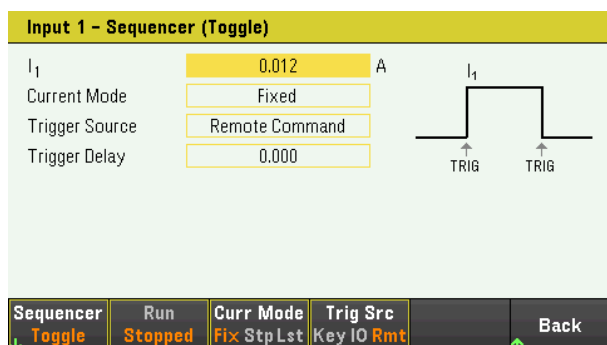 Input 1 – Sequencer (Toggle)
I1 0.012 A
Current Mode Fixed
Trigger Source Remote Command
Trigger Delay 0.000
I1
TRIG TRIG
Sequencer Run Curr Mode Trig Src
Toggle Stopped Fix Stp Lst Key IO Rmt Back